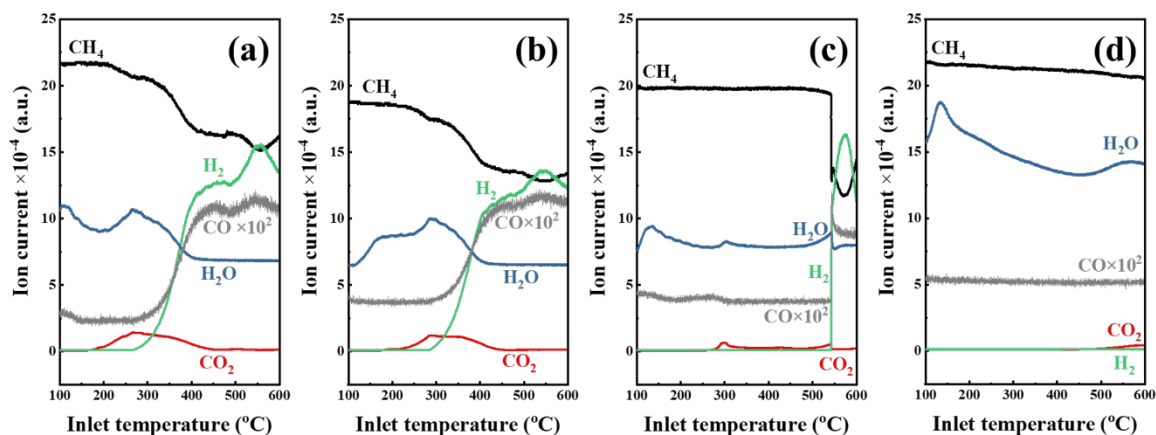 Ion current ×10⁻⁴ (a.u.)
25
20
15
10
5
0
(a)
CH₄
H₂
CO ×10²
H₂O
CO₂
100 200 300 400 500 600
Inlet temperature (ºC)
Ion current ×10⁻⁴ (a.u.)
25
20
15
10
5
0
(b)
CH₄
H₂
CO ×10²
H₂O
CO₂
100 200 300 400 500 600
Inlet temperature (ºC)
Ion current ×10⁻⁴ (a.u.)
25
20
15
10
5
0
(c)
CH₄
H₂O
H₂
CO×10²
CO₂
100 200 300 400 500 600
Inlet temperature (ºC)
Ion current ×10⁻⁴ (a.u.)
25
20
15
10
5
0
(d)
CH₄
H₂O
CO×10²
CO₂
H₂
100 200 300 400 500 600
Inlet temperature (ºC)